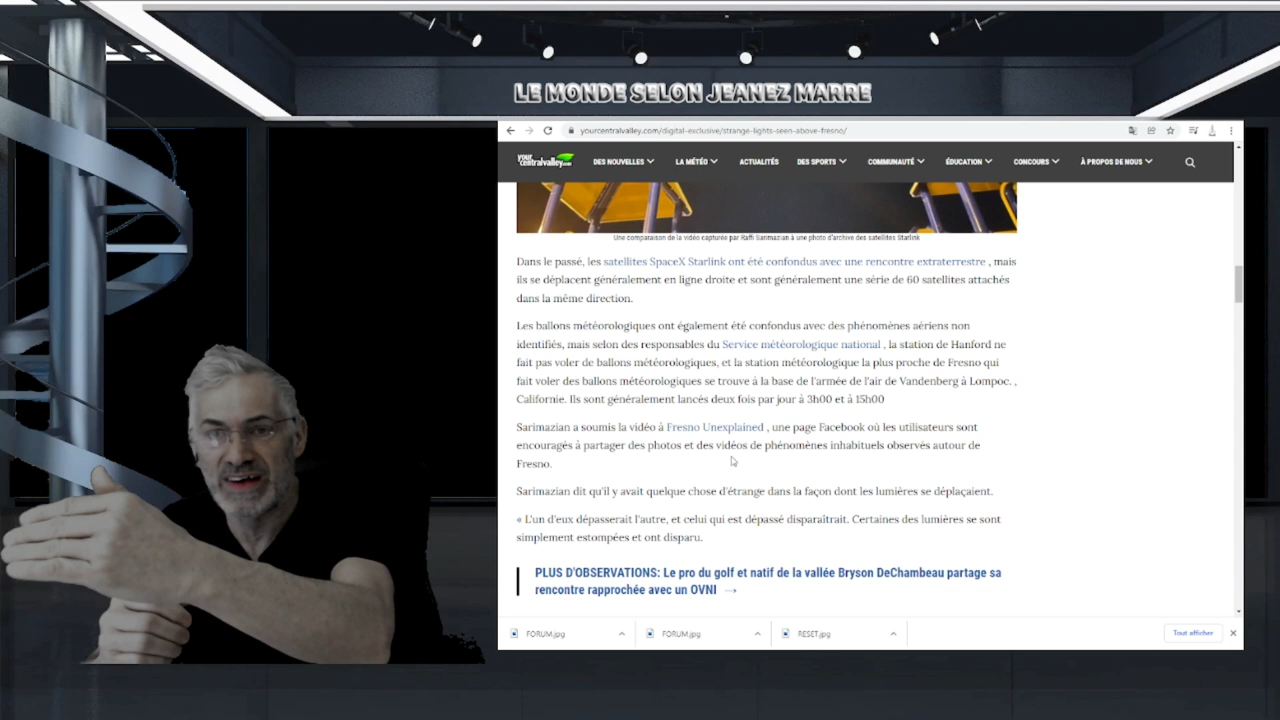 LE MONDE SELON JEANEZ MARRE
yourcentralvalley.com/digital-exclusive/strange-lights-seen-above-fresno/
your centralvalley.com
DES NOUVELLES
LA MÉTÉO
ACTUALITÉS
DES SPORTS
COMMUNAUTÉ
ÉDUCATION
CONCOURS
À PROPOS DE NOUS
Une comparaison de la vidéo capturée par Raffi Sarimazian à une photo d'archive des satellites Starlink
Dans le passé, les satellites SpaceX Starlink ont été confondus avec une rencontre extraterrestre , mais
ils se déplacent généralement en ligne droite et sont généralement une série de 60 satellites attachés
dans la même direction.
Les ballons météorologiques ont également été confondus avec des phénomènes aériens non
identifiés, mais selon des responsables du Service météorologique national , la station de Hanford ne
fait pas voler de ballons météorologiques, et la station météorologique la plus proche de Fresno qui
fait voler des ballons météorologiques se trouve à la base de l'armée de l'air de Vandenberg à Lompoc. ,
Californie. Ils sont généralement lancés deux fois par jour à 3h00 et à 15h00
Sarimazian a soumis la vidéo à Fresno Unexplained , une page Facebook où les utilisateurs sont
encouragés à partager des photos et des vidéos de phénomènes inhabituels observés autour de
Fresno.
Sarimazian dit qu'il y avait quelque chose d'étrange dans la façon dont les lumières se déplaçaient.
« L'un d'eux dépasserait l'autre, et celui qui est dépassé disparaîtrait. Certaines des lumières se sont
simplement estompées et ont disparu.
PLUS D'OBSERVATIONS: Le pro du golf et natif de la vallée Bryson DeChambeau partage sa
rencontre rapprochée avec un OVNI →
FORUM.jpg
FORUM.jpg
RESET.jpg
Tout afficher